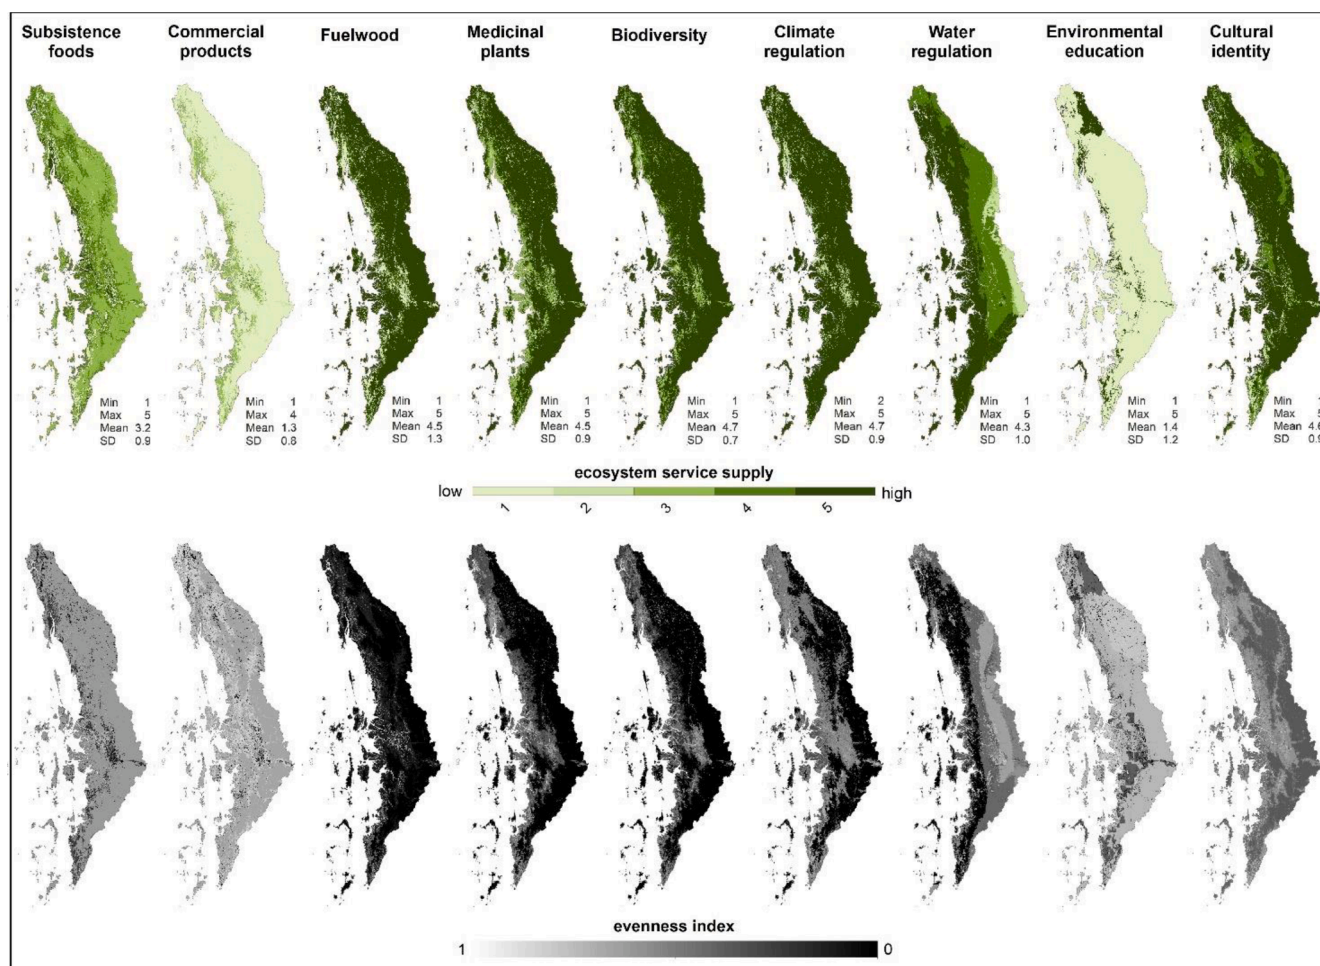 Subsistence foods
Commercial products
Fuelwood
Medicinal plants
Biodiversity
Climate regulation
Water regulation
Environmental education
Cultural identity
Min 1
Max 5
Mean 3.2
SD 0.9
Min 1
Max 4
Mean 1.3
SD 0.8
Min 1
Max 5
Mean 4.5
SD 1.3
Min 1
Max 5
Mean 4.5
SD 0.9
Min 1
Max 5
Mean 4.7
SD 0.7
Min 2
Max 5
Mean 4.7
SD 0.9
Min 1
Max 5
Mean 4.3
SD 1.0
Min 1
Max 5
Mean 1.4
SD 1.2
Min 1
Max 5
Mean 4.6
SD 0.9
ecosystem service supply
low 1 2 3 4 5 high
evenness index
1 0